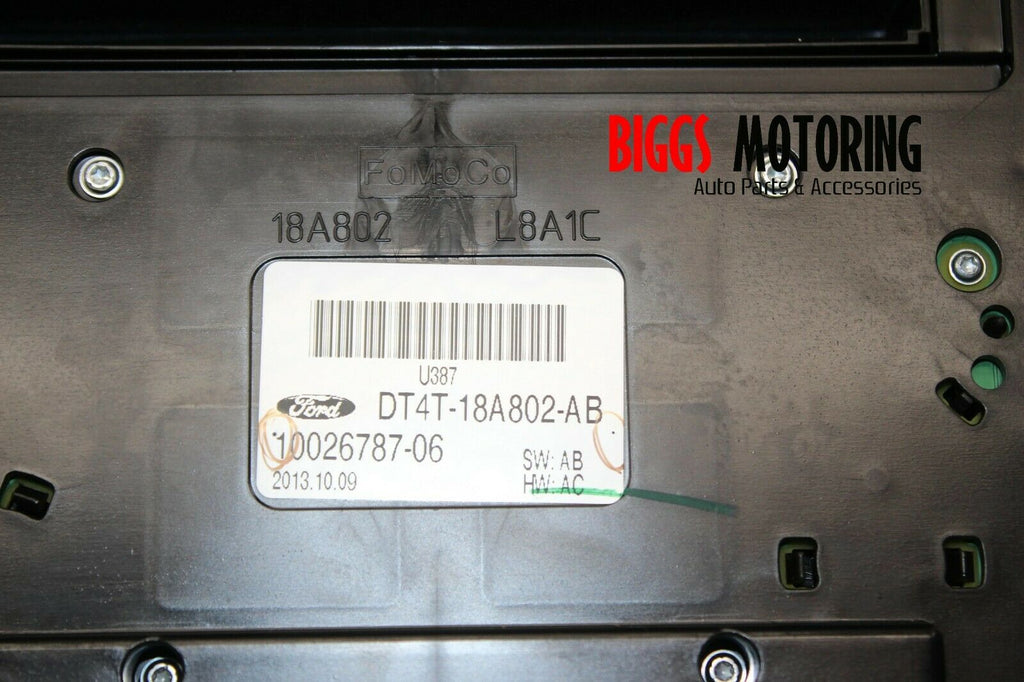 BIGGS MOTORING
Auto Parts & Accessories
FoMoCo
18A802 L8A1C
U387
Ford DT4T-18A802-AB
10026787-06
SW: AB
2013.10.09 HW: AC